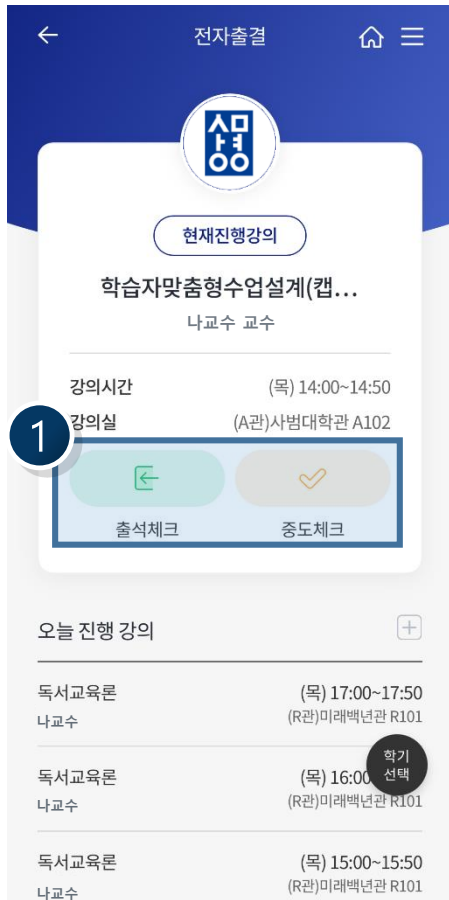 전자출결
상명
현재진행강의
학습자맞춤형수업설계(캡...
나교수 교수
강의시간 (목) 14:00~14:50
1
강의실 (A관)사범대학관 A102
출석체크 중도체크
오늘 진행 강의
독서교육론 (목) 17:00~17:50
나교수 (R관)미래백년관 R101
학기
선택
독서교육론 (목) 16:00
나교수 (R관)미래백년관 R101
독서교육론 (목) 15:00~15:50
나교수 (R관)미래백년관 R101